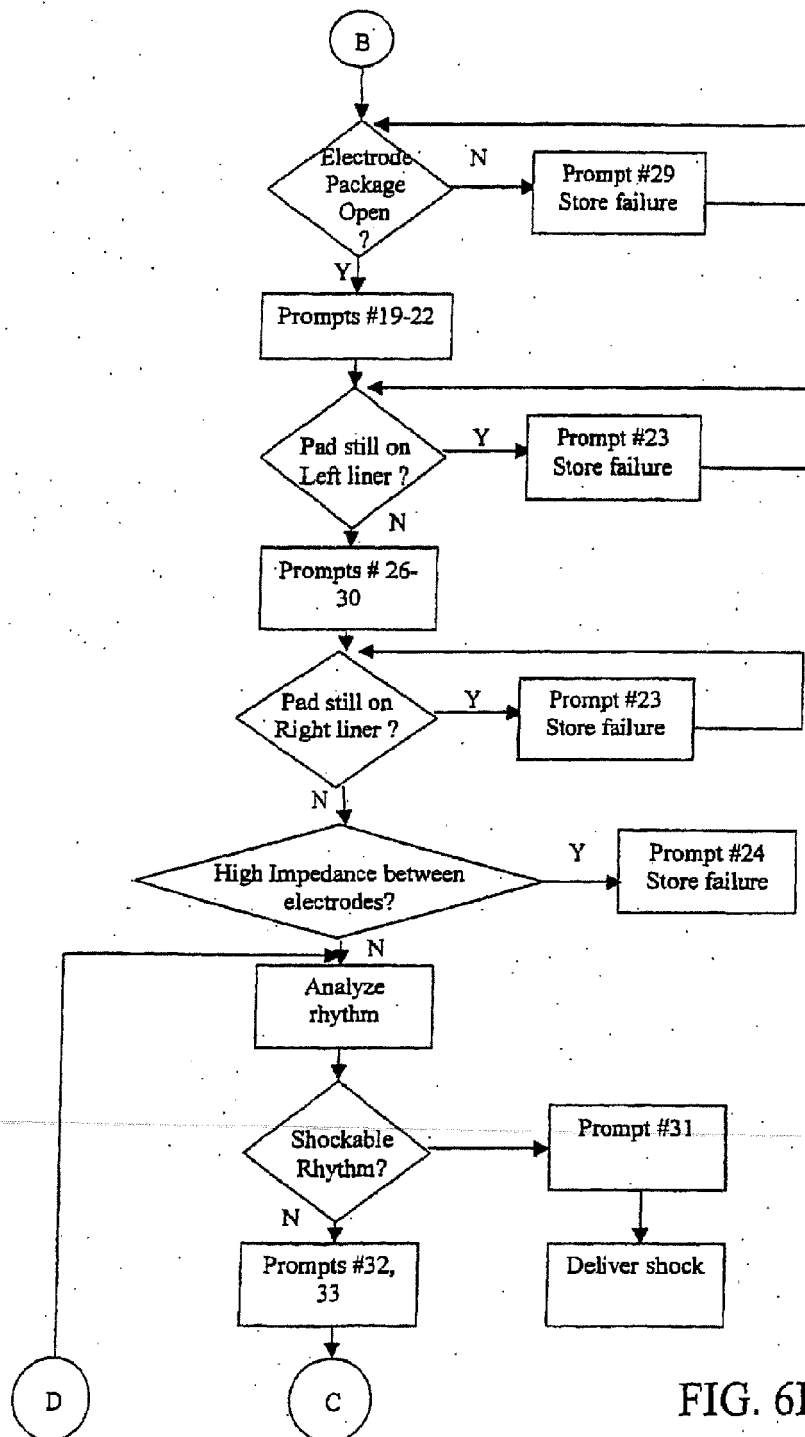 B
Electrode
Package
Open
?
N
Prompt #29
Store failure
Y
Prompts #19-22
Pad still on
Left liner ?
Y
Prompt #23
Store failure
N
Prompts # 26-
30
Pad still on
Right liner ?
Y
Prompt #23
Store failure
N
High Impedance between
electrodes?
Y
Prompt #24
Store failure
N
Analyze
rhythm
Shockable
Rhythm?
Prompt #31
N
Prompts #32,
33
Deliver shock
D
C
FIG. 6